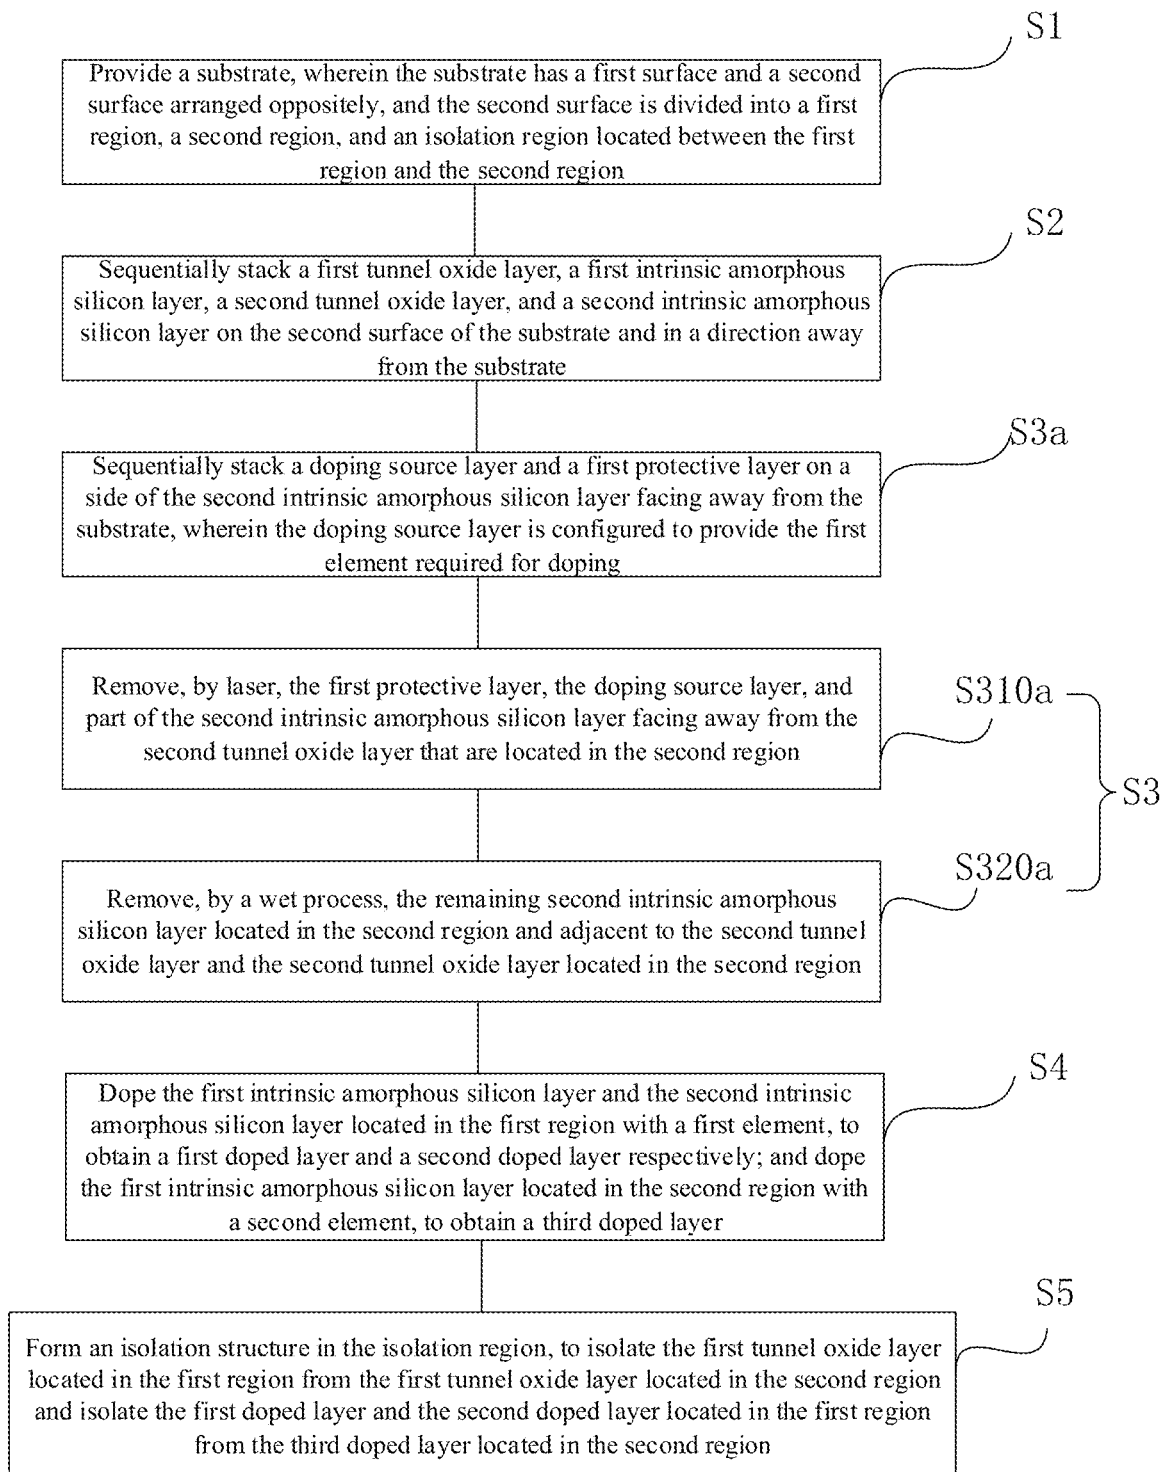 S1
Provide a substrate, wherein the substrate has a first surface and a second
surface arranged oppositely, and the second surface is divided into a first
region, a second region, and an isolation region located between the first
region and the second region
S2
Sequentially stack a first tunnel oxide layer, a first intrinsic amorphous
silicon layer, a second tunnel oxide layer, and a second intrinsic amorphous
silicon layer on the second surface of the substrate and in a direction away
from the substrate
S3a
Sequentially stack a doping source layer and a first protective layer on a
side of the second intrinsic amorphous silicon layer facing away from the
substrate, wherein the doping source layer is configured to provide the first
element required for doping
S310a
Remove, by laser, the first protective layer, the doping source layer, and
part of the second intrinsic amorphous silicon layer facing away from the
second tunnel oxide layer that are located in the second region
S3
S320a
Remove, by a wet process, the remaining second intrinsic amorphous
silicon layer located in the second region and adjacent to the second tunnel
oxide layer and the second tunnel oxide layer located in the second region
S4
Dope the first intrinsic amorphous silicon layer and the second intrinsic
amorphous silicon layer located in the first region with a first element, to
obtain a first doped layer and a second doped layer respectively; and dope
the first intrinsic amorphous silicon layer located in the second region with
a second element, to obtain a third doped layer
S5
Form an isolation structure in the isolation region, to isolate the first tunnel oxide layer
located in the first region from the first tunnel oxide layer located in the second region
and isolate the first doped layer and the second doped layer located in the first region
from the third doped layer located in the second region